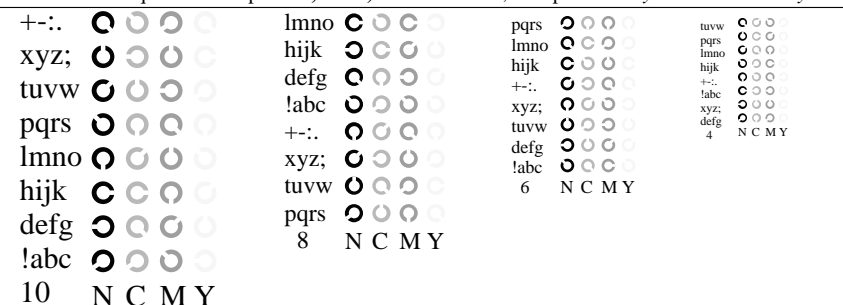 +-:.
xyz;
tuvw
pqrs
lmno
hijk
defg
!abc
10 N C M Y
lmno
hijk
defg
!abc
+-:.
xyz;
tuvw
pqrs
8 N C M Y
pqrs
lmno
hijk
+-:.
xyz;
tuvw
defg
!abc
6 N C M Y
tuvw
pqrs
lmno
hijk
+-:.
!abc
xyz;
defg
4 N C M Y